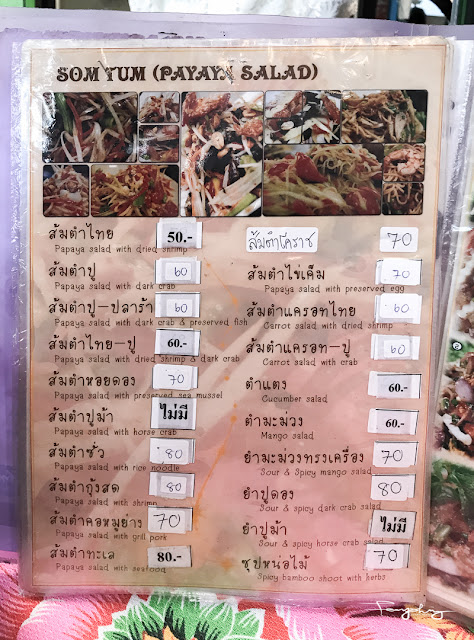 SOM TUM (PAYAYA SALAD)
ส้มตำไทย 50.-
Papaya salad with dried shrimp
ส้มตำปู 60
Papaya salad with dark crab
ส้มตำปู-ปลาร้า 60
Papaya salad with dark crab & preserved fish
ส้มตำไทย-ปู 60.-
Papaya salad with dried shrimp & dark crab
ส้มตำหอยดอง 70
Papaya salad with preserved sea mussel
ส้มตำปูม้า ไม่มี
Papaya salad with horse crab
ส้มตำซั่ว 80
Papaya salad with rice noodle
ส้มตำกุ้งสด 80
Papaya salad with shrimp
ส้มตำคอหมูย่าง 70
Papaya salad with grill pork
ส้มตำทะเล 80.-
Papaya salad with seafood
ส้มตำโคราช 70
ส้มตำไข่เค็ม 70
Papaya salad with preserved egg
ส้มตำแครอทไทย 60
Carrot salad with dried shrimp
ส้มตำแครอท-ปู 60
Carrot salad with crab
ตำแตง 60.-
Cucumber salad
ตำมะม่วง 60.-
Mango salad
ยำมะม่วงทรงเครื่อง 70
Sour & Spicy mango salad
ยำปูดอง 80
Sour & spicy dark crab salad
ยำปูม้า ไม่มี
Sour & spicy horse crab salad
ซุปหน่อไม้ 70
Spicy bamboo shoot with herbs